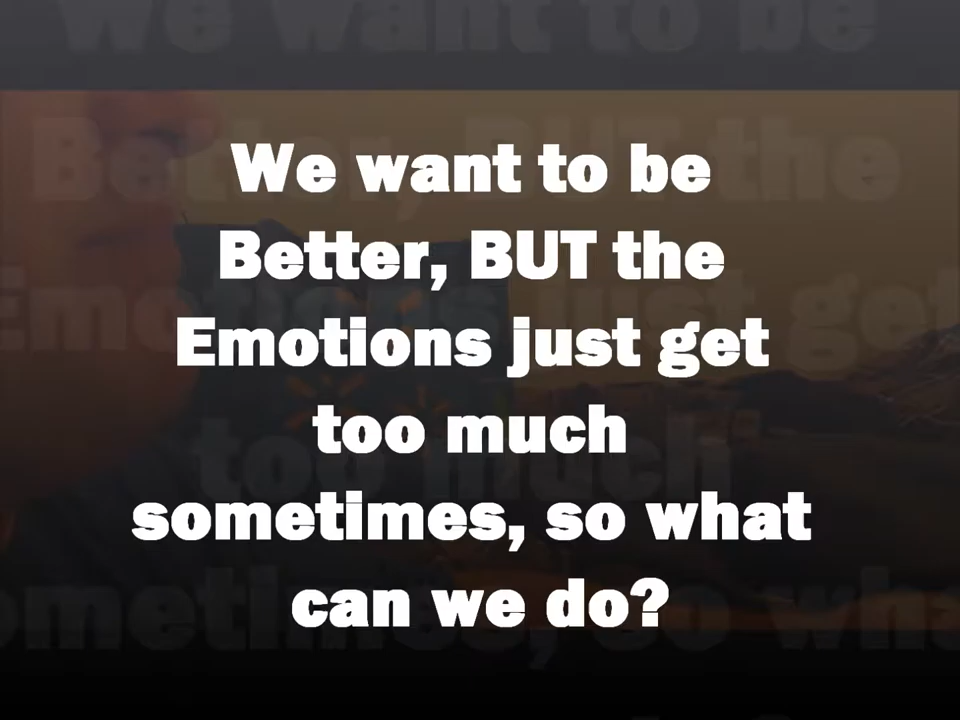 We want to be
Better, BUT the
Emotions just get
too much
sometimes, so what
can we do?